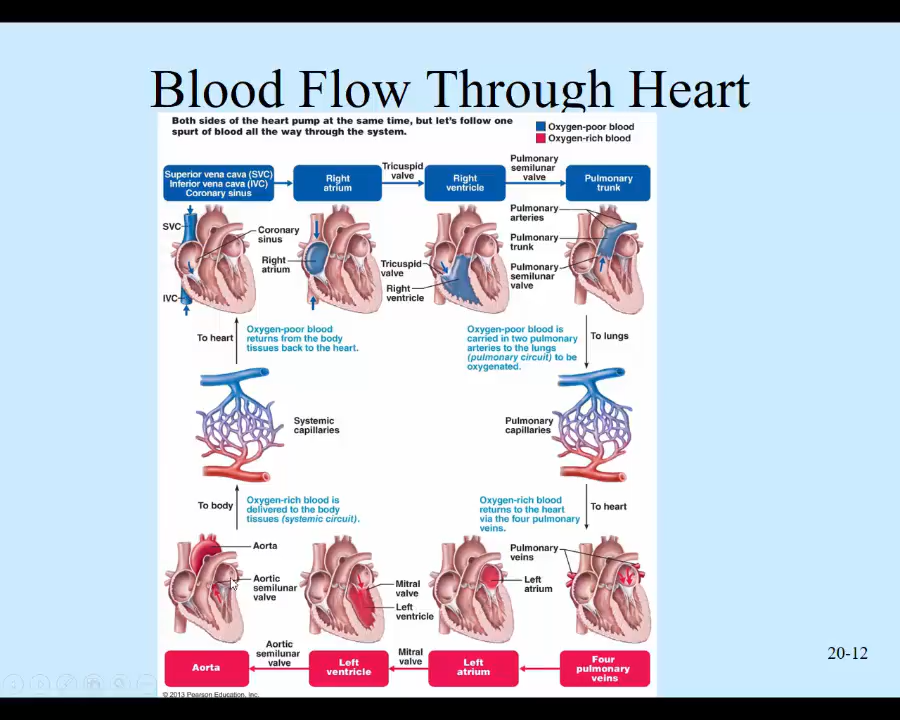 Blood Flow Through Heart
Both sides of the heart pump at the same time, but let's follow one
spurt of blood all the way through the system.
Oxygen-poor blood
Oxygen-rich blood
Superior vena cava (SVC)
Inferior vena cava (IVC)
Coronary sinus
Right
atrium
Tricuspid
valve
Right
ventricle
Pulmonary
semilunar
valve
Pulmonary
trunk
SVC
Coronary
sinus
Right
atrium
IVC
Tricuspid
valve
Right
ventricle
Pulmonary
arteries
Pulmonary
trunk
Pulmonary
semilunar
valve
To heart
Oxygen-poor blood
returns from the body
tissues back to the heart.
Oxygen-poor blood is
carried in two pulmonary
arteries to the lungs
(pulmonary circuit) to be
oxygenated.
To lungs
Systemic
capillaries
Pulmonary
capillaries
To body
Oxygen-rich blood is
delivered to the body
tissues (systemic circuit).
Oxygen-rich blood
returns to the heart
via the four pulmonary
veins.
To heart
Aorta
Aortic
semilunar
valve
Mitral
valve
Left
ventricle
Left
atrium
Pulmonary
veins
Aorta
Aortic
semilunar
valve
Left
ventricle
Mitral
valve
Left
atrium
Four
pulmonary
veins
20-12
© 2013 Pearson Education, Inc.